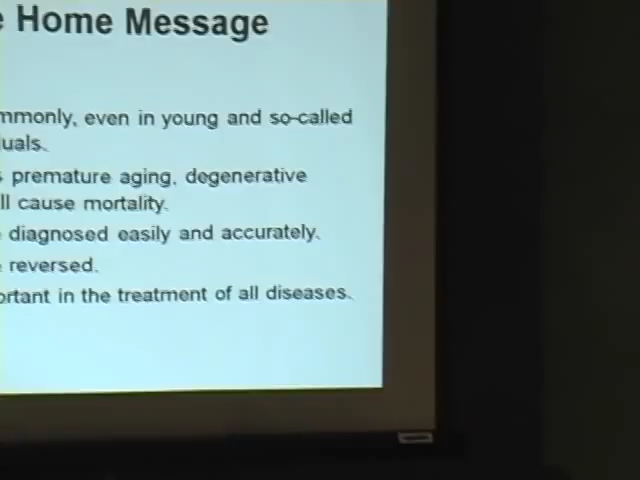 e Home Message
mmonly, even in young and so-called
uals.
s premature aging, degenerative
ll cause mortality.
e diagnosed easily and accurately.
e reversed.
ortant in the treatment of all diseases.